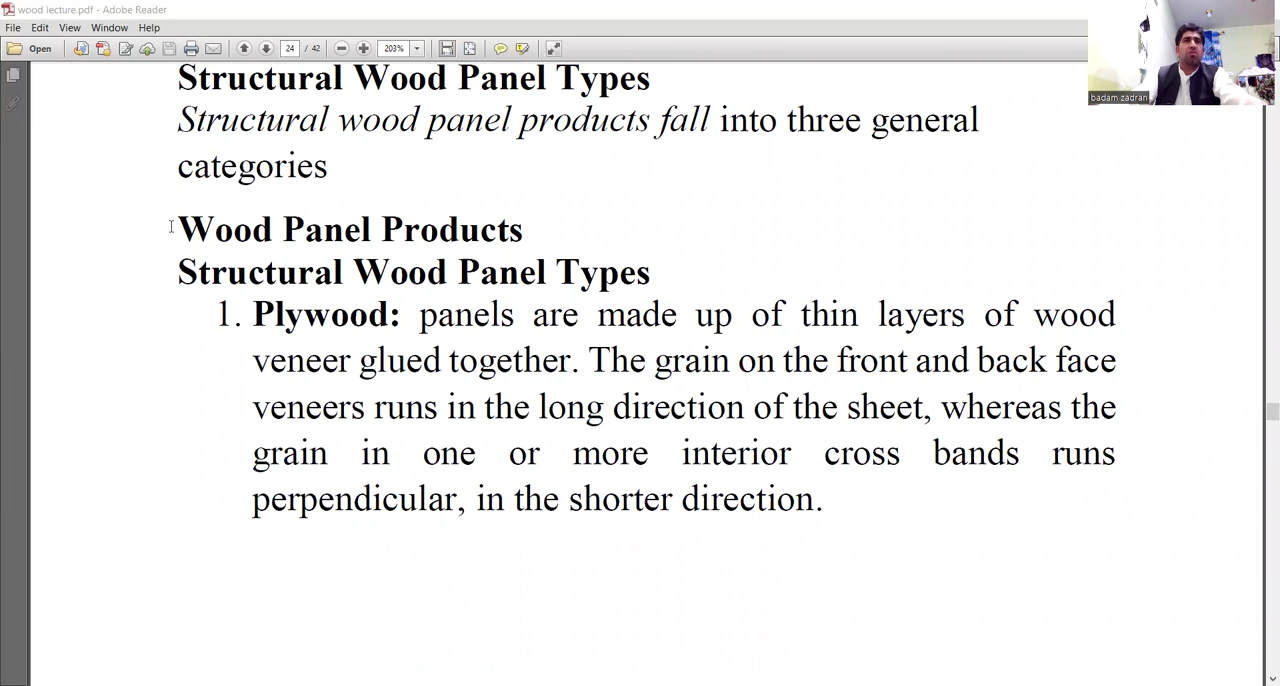 wood lecture.pdf - Adobe Reader
File Edit View Window Help
Open 24 / 42 203%
badam zadran
Structural Wood Panel Types
Structural wood panel products fall into three general
categories
Wood Panel Products
Structural Wood Panel Types
1. Plywood: panels are made up of thin layers of wood
veneer glued together. The grain on the front and back face
veneers runs in the long direction of the sheet, whereas the
grain in one or more interior cross bands runs
perpendicular, in the shorter direction.